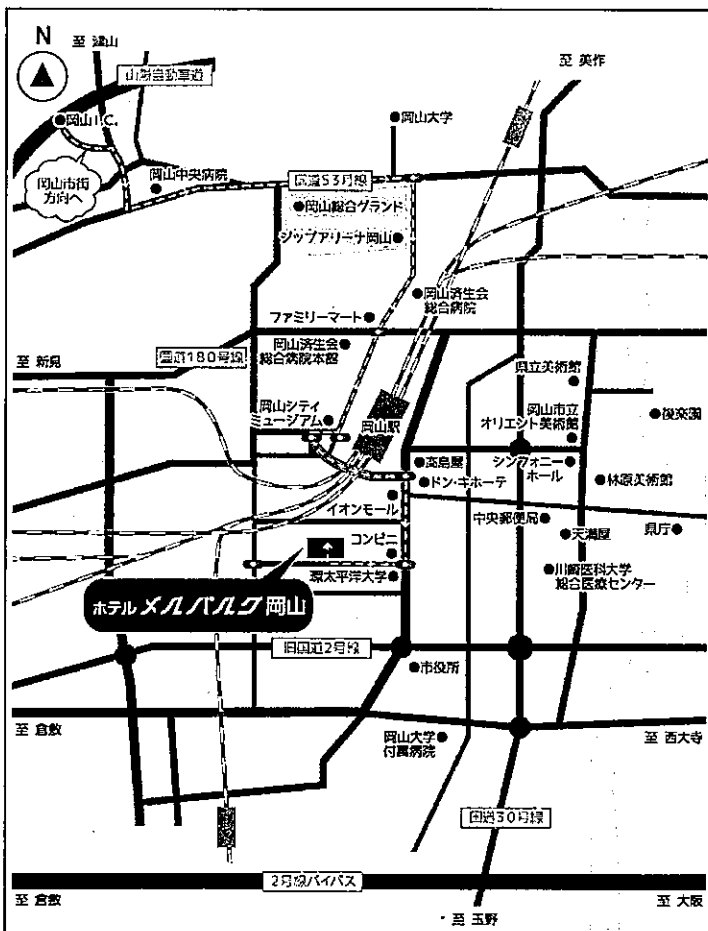 N
至 津山
山陽自動車道
至 美作
岡山I.C.
岡山大学
岡山市街
方向へ
岡山中央病院
国道53号線
岡山総合グランド
ジップアリーナ岡山
岡山済生会
総合病院
ファミリーマート
岡山済生会
総合病院本館
国道180号線
至 新見
県立美術館
岡山シティ
ミュージアム
岡山駅
岡山市立
オリエント美術館
後楽園
高島屋
シンフォニー
ホール
ドン・キホーテ
林原美術館
イオンモール
中央郵便局
天満屋
県庁
コンビニ
環太平洋大学
川崎医科大学
総合医療センター
ホテル メルパルク 岡山
旧国道2号線
市役所
至 倉敷
岡山大学
付属病院
至 西大寺
国道30号線
2号線バイパス
至 倉敷
至 大阪
至 玉野